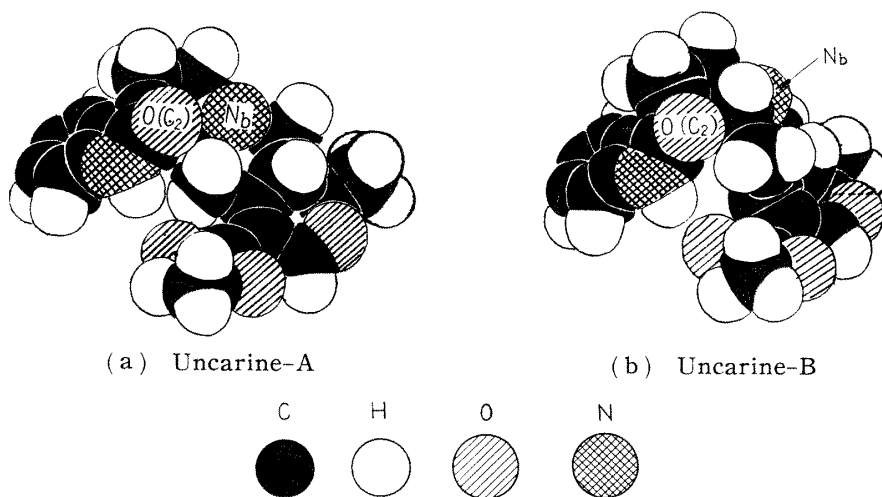 Nb
O(C₂) Nb
O(C₂)
(a) Uncarine-A
(b) Uncarine-B
C H O N